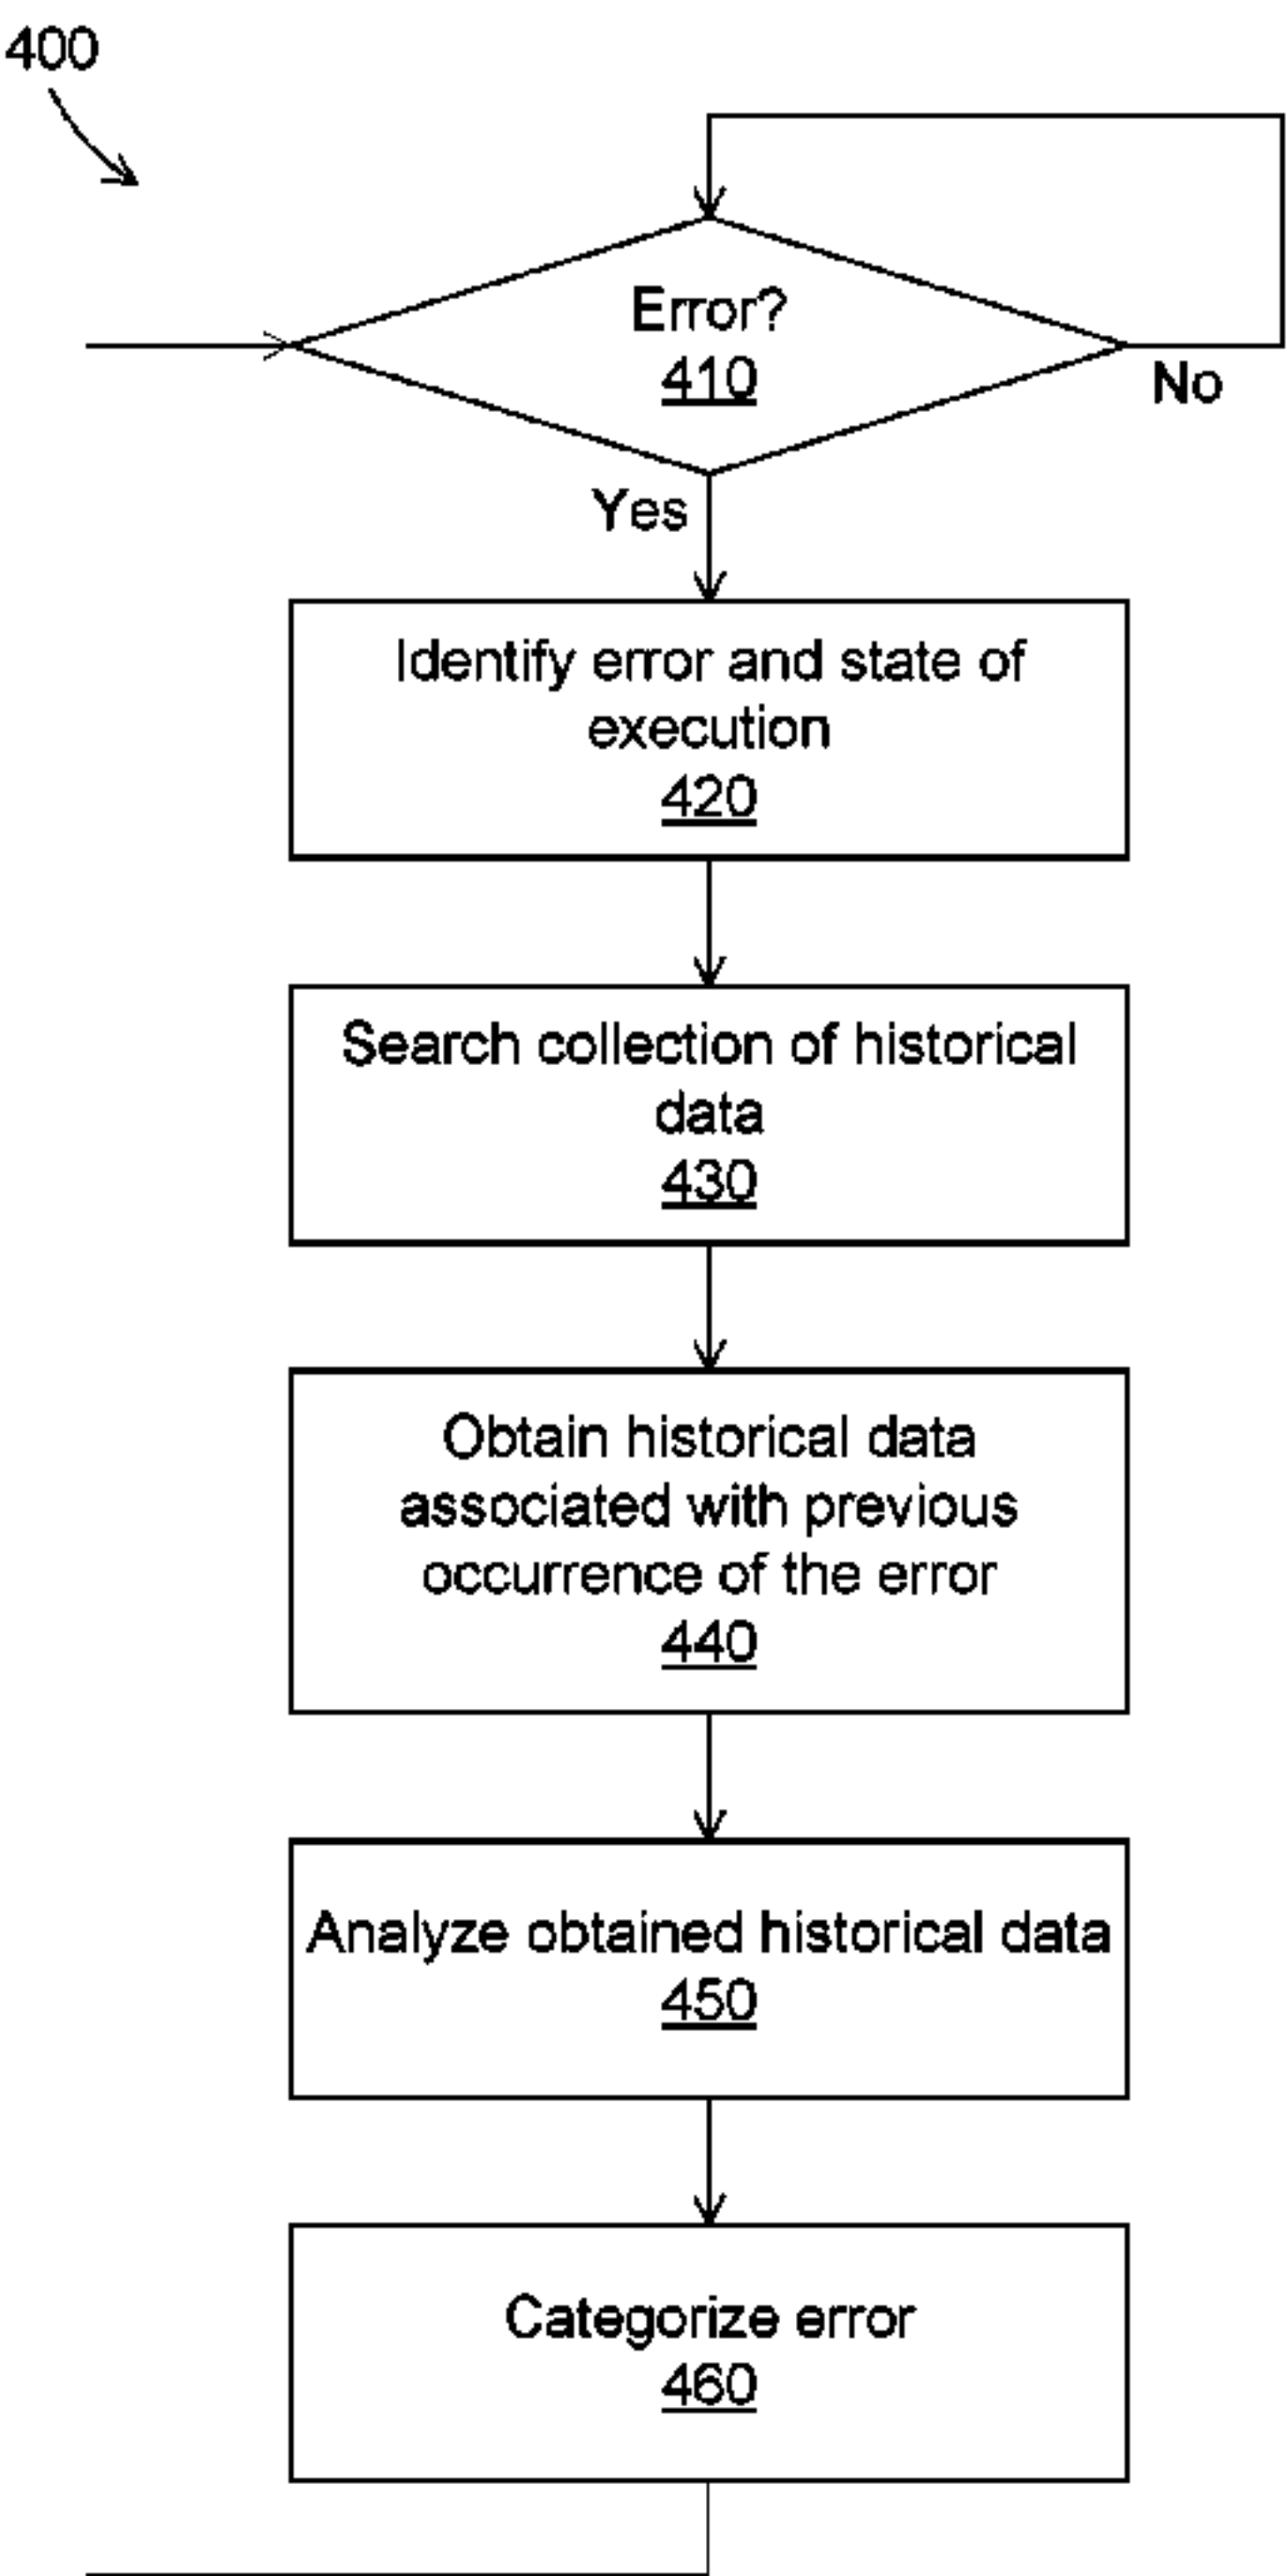 400
Error?
410
No
Yes
Identify error and state of
execution
420
Search collection of historical
data
430
Obtain historical data
associated with previous
occurrence of the error
440
Analyze obtained historical data
450
Categorize error
460